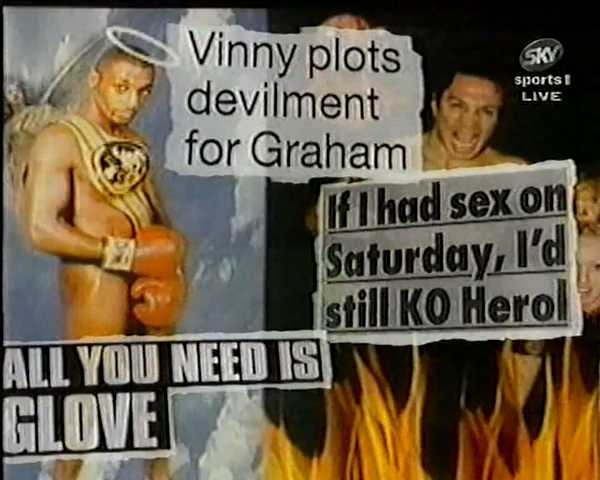 Vinny plots
devilment
for Graham
SKY
sports 1
LIVE
If I had sex on
Saturday, I'd
still KO Herol
ALL YOU NEED IS
GLOVE